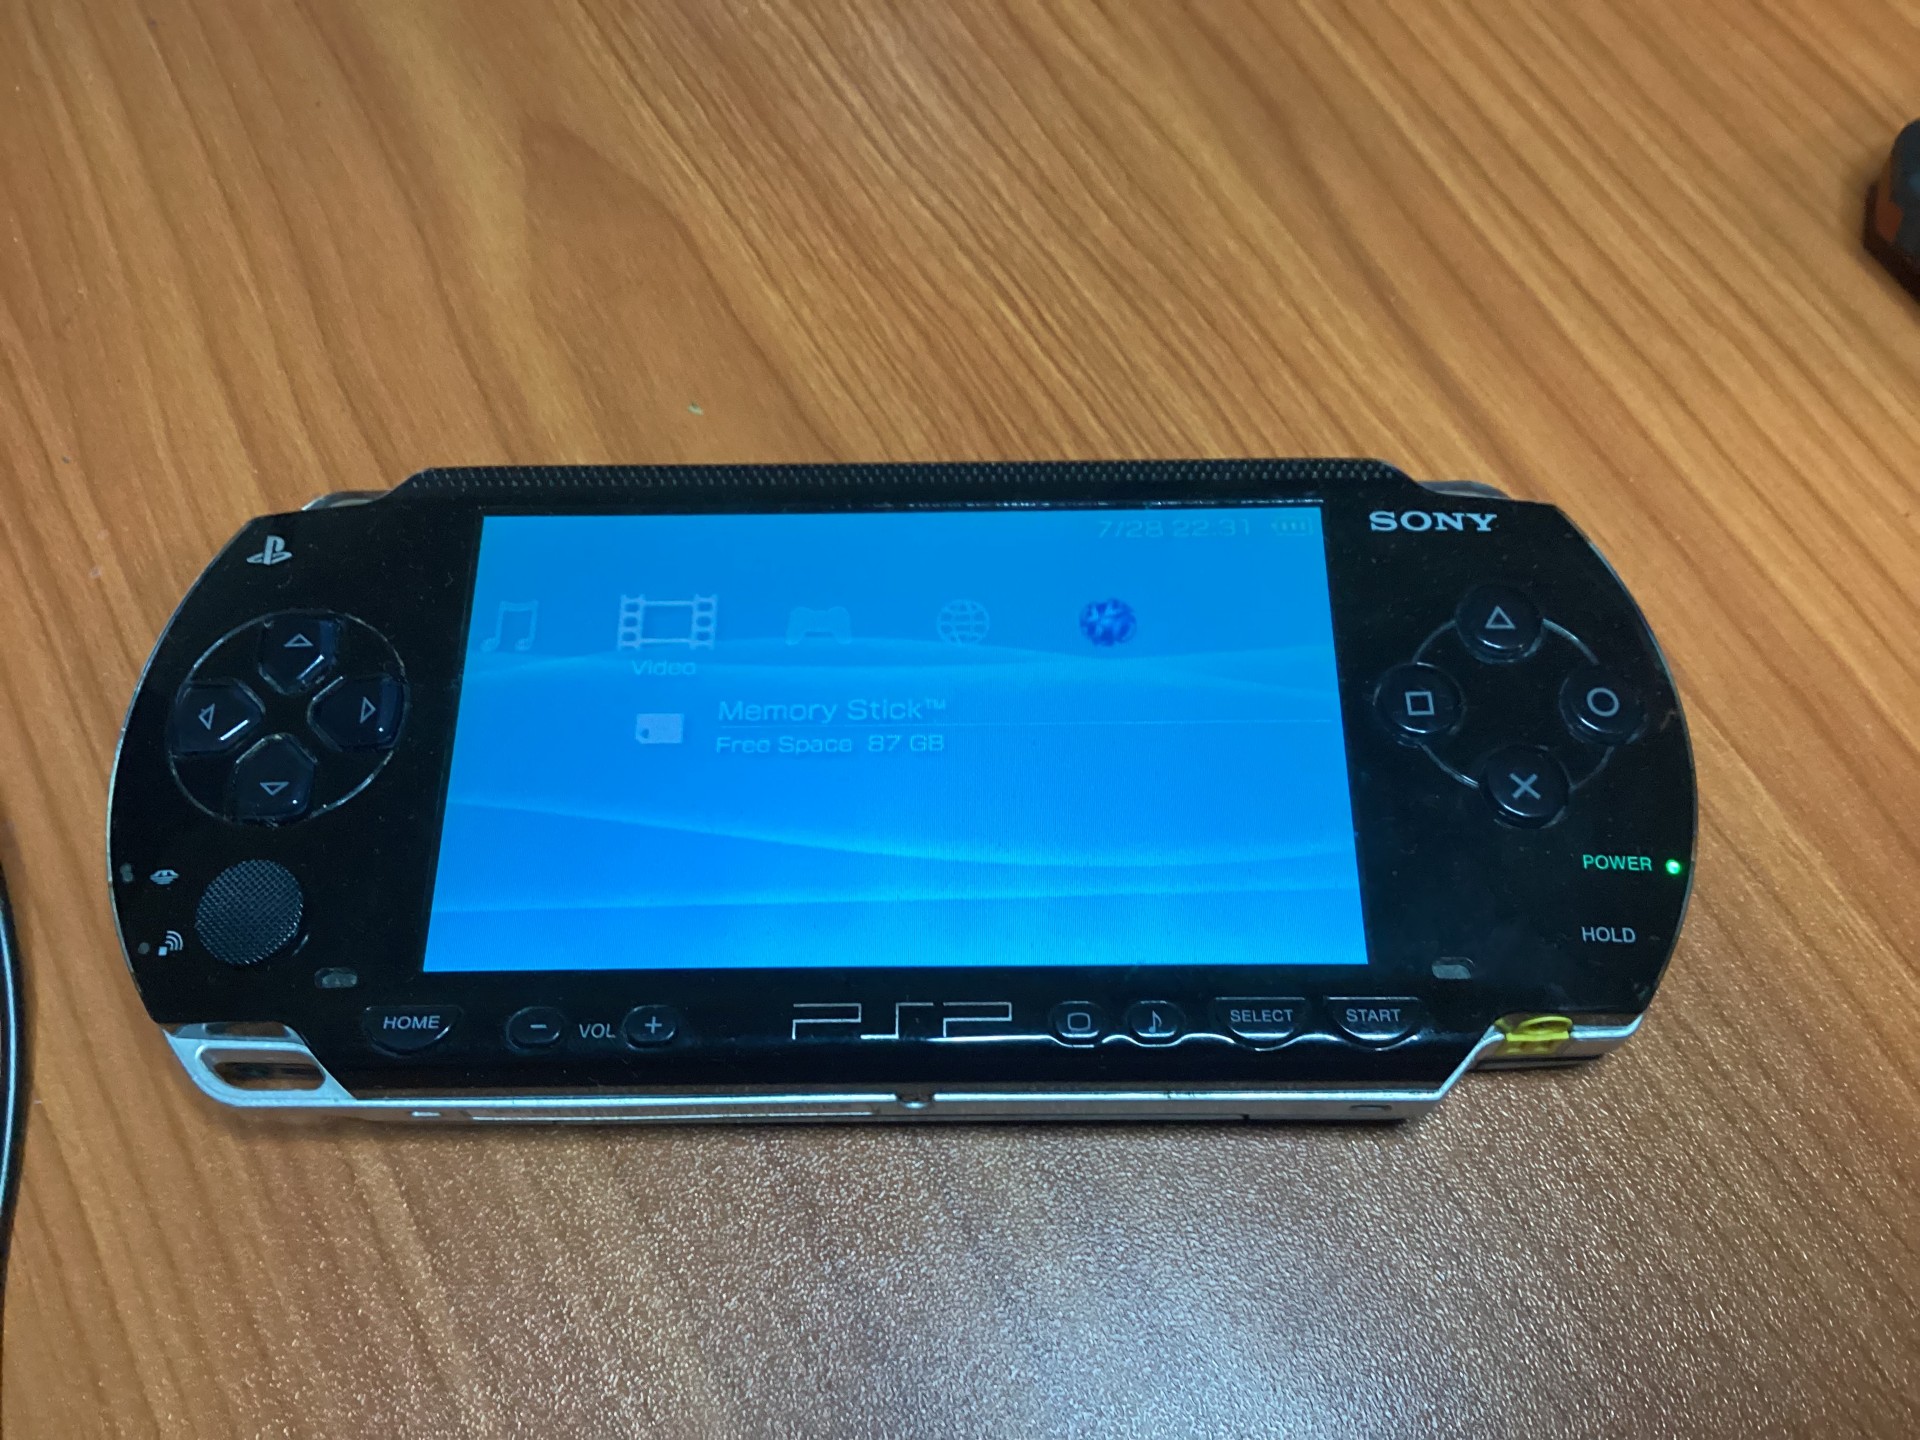 SONY
7/28 22:31
Video
Memory Stick™
Free Space 87 GB
POWER
HOLD
HOME
VOL
PSP
SELECT
START